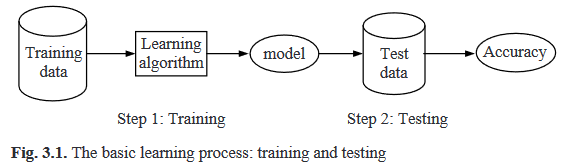 Training
data
Learning
algorithm
model
Test
data
Accuracy
Step 1: Training
Step 2: Testing
Fig. 3.1. The basic learning process: training and testing